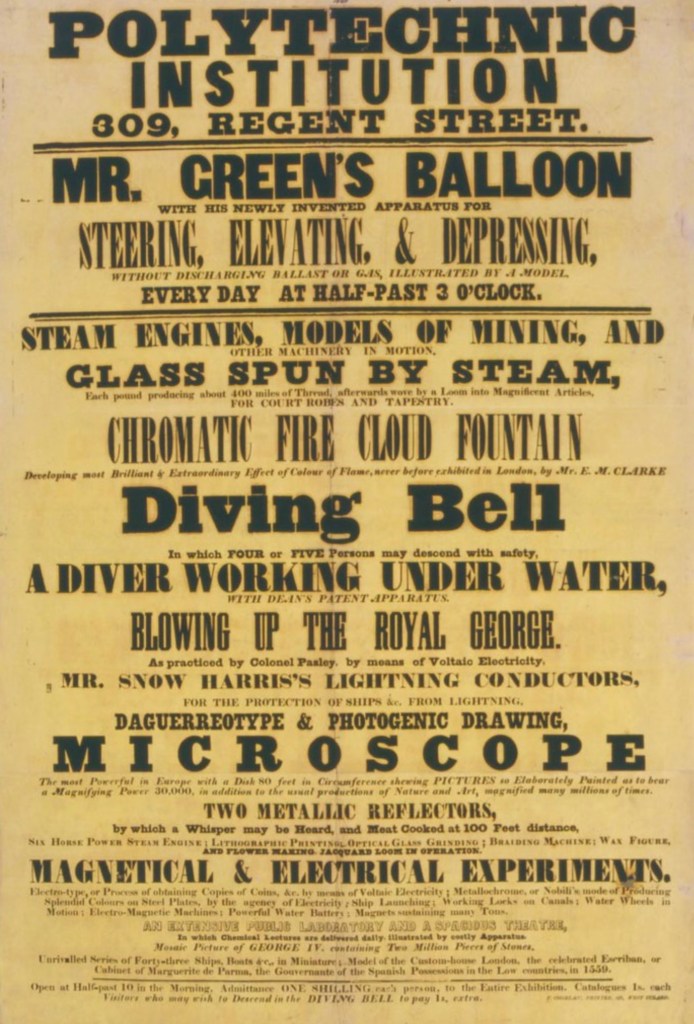 POLYTECHNIC
INSTITUTION
309, REGENT STREET.
MR. GREEN'S BALLOON
WITH HIS NEWLY INVENTED APPARATUS FOR
STEERING, ELEVATING, & DEPRESSING,
WITHOUT DISCHARGING BALLAST OR GAS, ILLUSTRATED BY A MODEL.
EVERY DAY AT HALF-PAST 3 O'CLOCK.
STEAM ENGINES, MODELS OF MINING, AND
OTHER MACHINERY IN MOTION,
GLASS SPUN BY STEAM,
Each pound producing about 400 miles of Thread, afterwards wove by a Loom into Magnificent Articles,
FOR COURT ROBES AND TAPESTRY.
CHROMATIC FIRE CLOUD FOUNTAIN
Developing most Brilliant & Extraordinary Effect of Colour of Flame, never before exhibited in London, by Mr. E. M. CLARKE
Diving Bell
In which FOUR or FIVE Persons may descend with safety,
A DIVER WORKING UNDER WATER,
WITH DEAN'S PATENT APPARATUS.
BLOWING UP THE ROYAL GEORGE.
As practiced by Colonel Pasley, by means of Voltaic Electricity.
MR. SNOW HARRIS'S LIGHTNING CONDUCTORS,
FOR THE PROTECTION OF SHIPS &c. FROM LIGHTNING,
DAGUERREOTYPE & PHOTOGENIC DRAWING,
MICROSCOPE
The most Powerful in Europe with a Disk 80 feet in Circumference shewing PICTURES so Elaborately Painted as to bear
a Magnifying Power 30,000, in addition to the usual productions of Nature and Art, magnified many millions of times.
TWO METALLIC REFLECTORS,
by which a Whisper may be Heard, and Meat Cooked at 100 Feet distance,
SIX HORSE POWER STEAM ENGINE; LITHOGRAPHIC PRINTING; OPTICAL GLASS GRINDING; BRAIDING MACHINE; WAX FIGURE,
AND FLOWER MAKING. JACQUARD LOOM IN OPERATION.
MAGNETICAL & ELECTRICAL EXPERIMENTS.
Electro-type, or Process of obtaining Copies of Coins, &c. by means of Voltaic Electricity; Metallochrome, or Nobili's mode of Producing
Splendid Colours on Steel Plates, by the agency of Electricity; Ship Launching; Working Locks on Canals; Water Wheels in
Motion; Electro-Magnetic Machines; Powerful Water Battery; Magnets sustaining many Tons.
AN EXTENSIVE PUBLIC LABORATORY AND A SPACIOUS THEATRE,
In which Chemical Lectures are delivered daily, illustrated by costly Apparatus.
Mosaic Picture of GEORGE IV. containing Two Million Pieces of Stones,
Unrivalled Series of Forty-three Ships, Boats &c., in Miniature; Model of the Custom-house London, the celebrated Escriban, or
Cabinet of Marguerite de Parma, the Gouvernante of the Spanish Possessions in the Low countries, in 1559.
Open at Half-past 10 in the Morning. Admittance ONE SHILLING each person, to the Entire Exhibition. Catalogues 1s. each
Visitors who may wish to Descend in the DIVING BELL to pay 1s. extra.